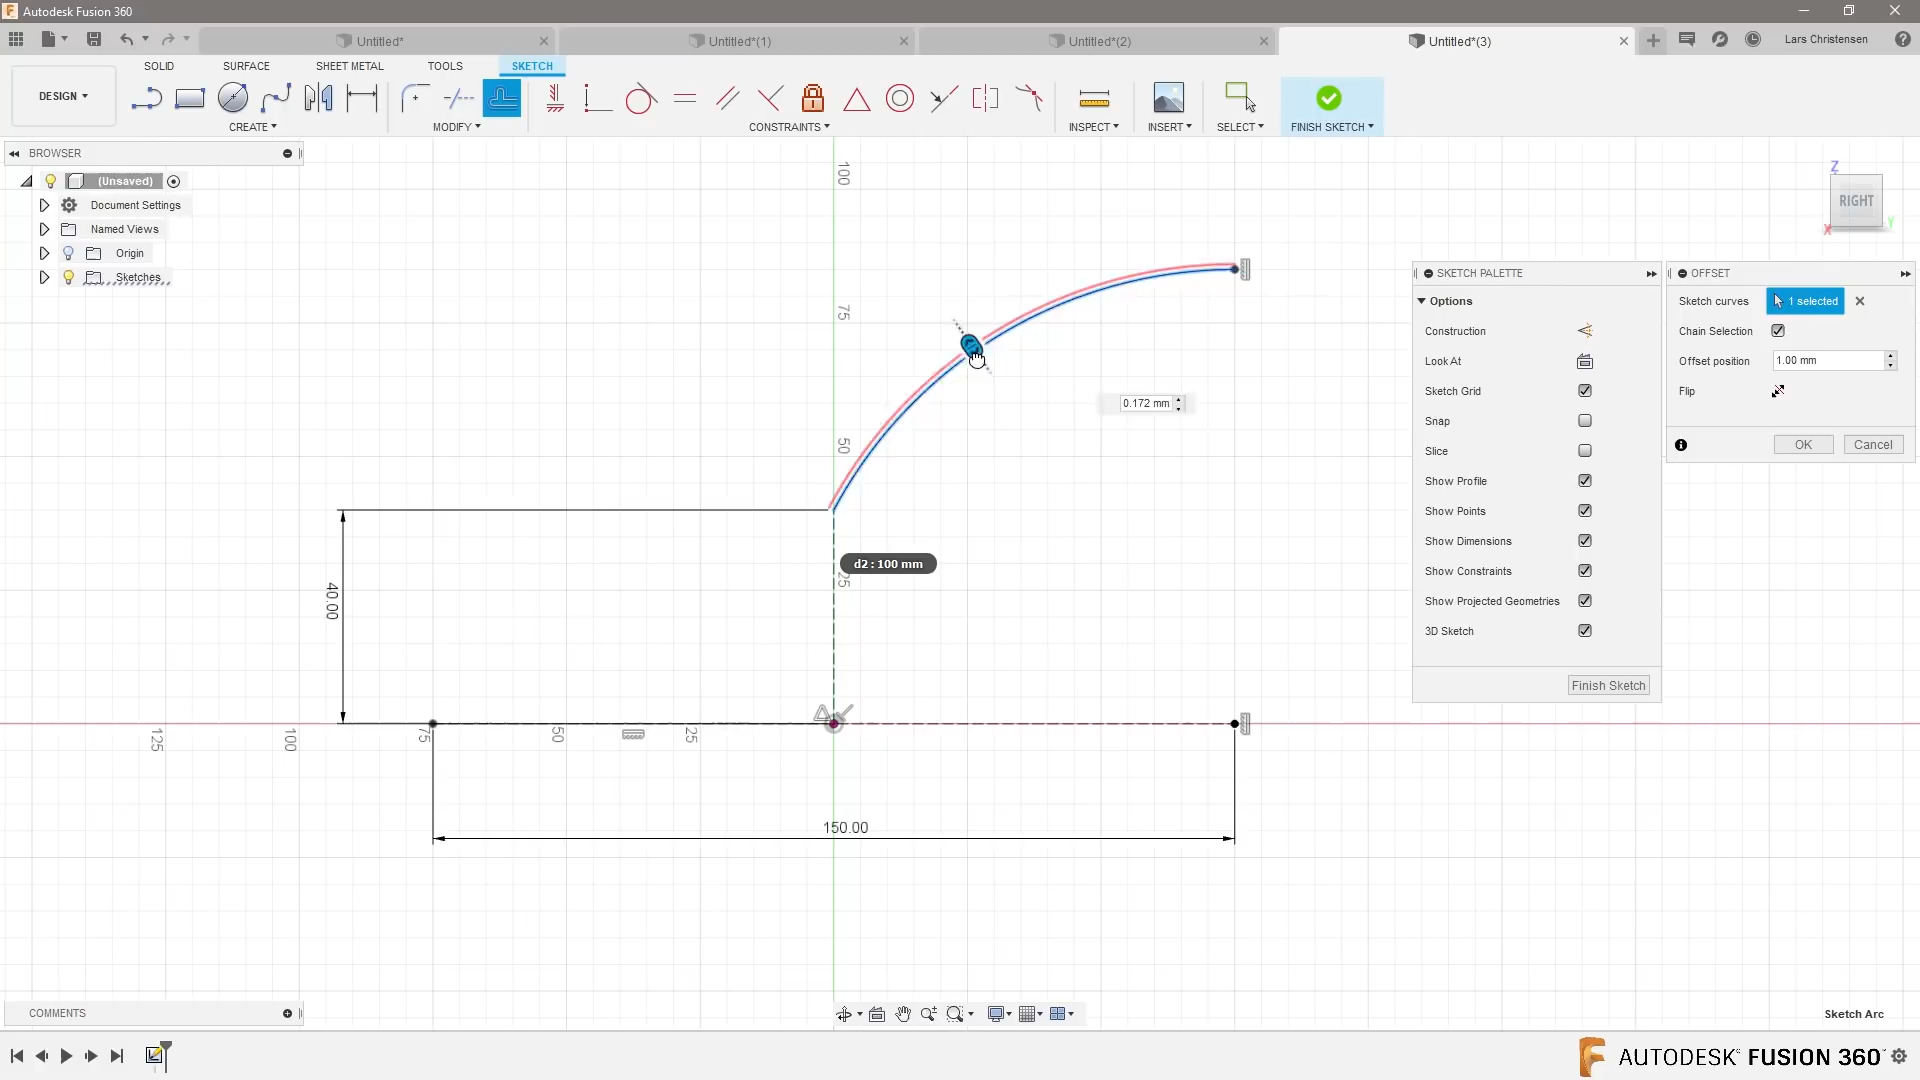 Autodesk Fusion 360
Untitled*
Untitled*(1)
Untitled*(2)
Untitled*(3)
Lars Christensen
DESIGN
SOLID
SURFACE
SHEET METAL
TOOLS
SKETCH
CREATE
MODIFY
CONSTRAINTS
INSPECT
INSERT
SELECT
FINISH SKETCH
BROWSER
(Unsaved)
Document Settings
Named Views
Origin
Sketches
100
75
50
25
125
100
75
50
25
40.00
150.00
d2 : 100 mm
0.172 mm
Z
RIGHT
X
Y
SKETCH PALETTE
Options
Construction
Look At
Sketch Grid
Snap
Slice
Show Profile
Show Points
Show Dimensions
Show Constraints
Show Projected Geometries
3D Sketch
Finish Sketch
OFFSET
Sketch curves
1 selected
Chain Selection
Offset position
1.00 mm
Flip
OK
Cancel
COMMENTS
Sketch Arc
AUTODESK FUSION 360